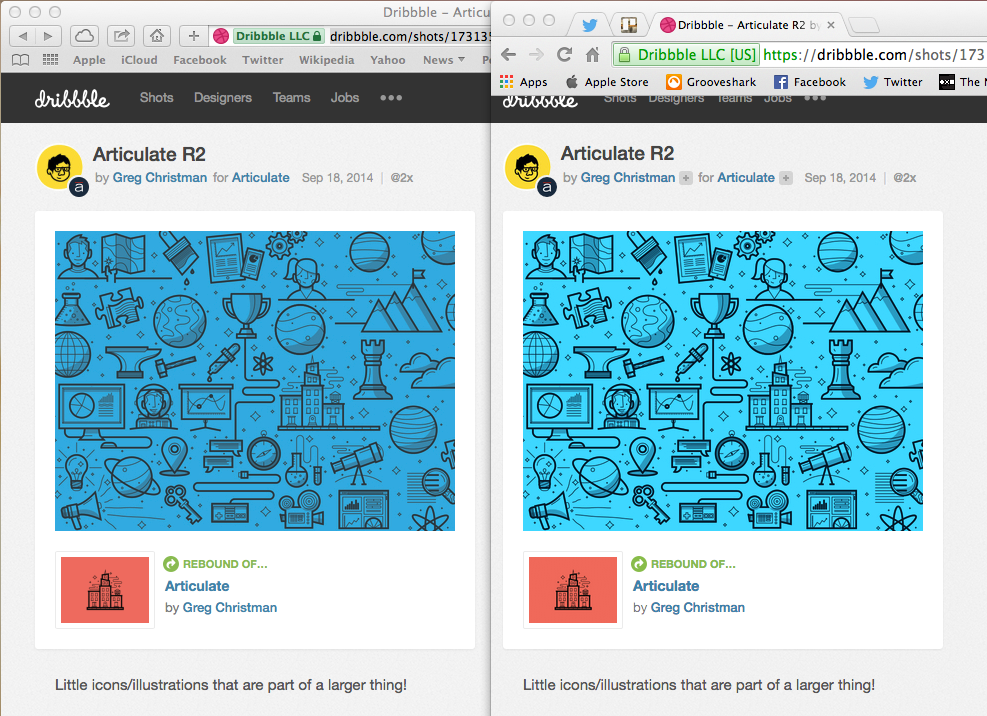 Dribbble – Articu
Dribbble LLC dribbble.com/shots/17313
Apple iCloud Facebook Twitter Wikipedia Yahoo News
dribbble Shots Designers Teams Jobs •••
Articulate R2
by Greg Christman for Articulate Sep 18, 2014 | @2x
a
REBOUND OF...
Articulate
by Greg Christman
Little icons/illustrations that are part of a larger thing!
Dribbble – Articulate R2 by
Dribbble LLC [US] https://dribbble.com/shots/173
Apps Apple Store Grooveshark Facebook Twitter The
dribbble Shots Designers Teams Jobs •••
Articulate R2
by Greg Christman + for Articulate + Sep 18, 2014 | @2x
a
REBOUND OF...
Articulate
by Greg Christman
Little icons/illustrations that are part of a larger thing!